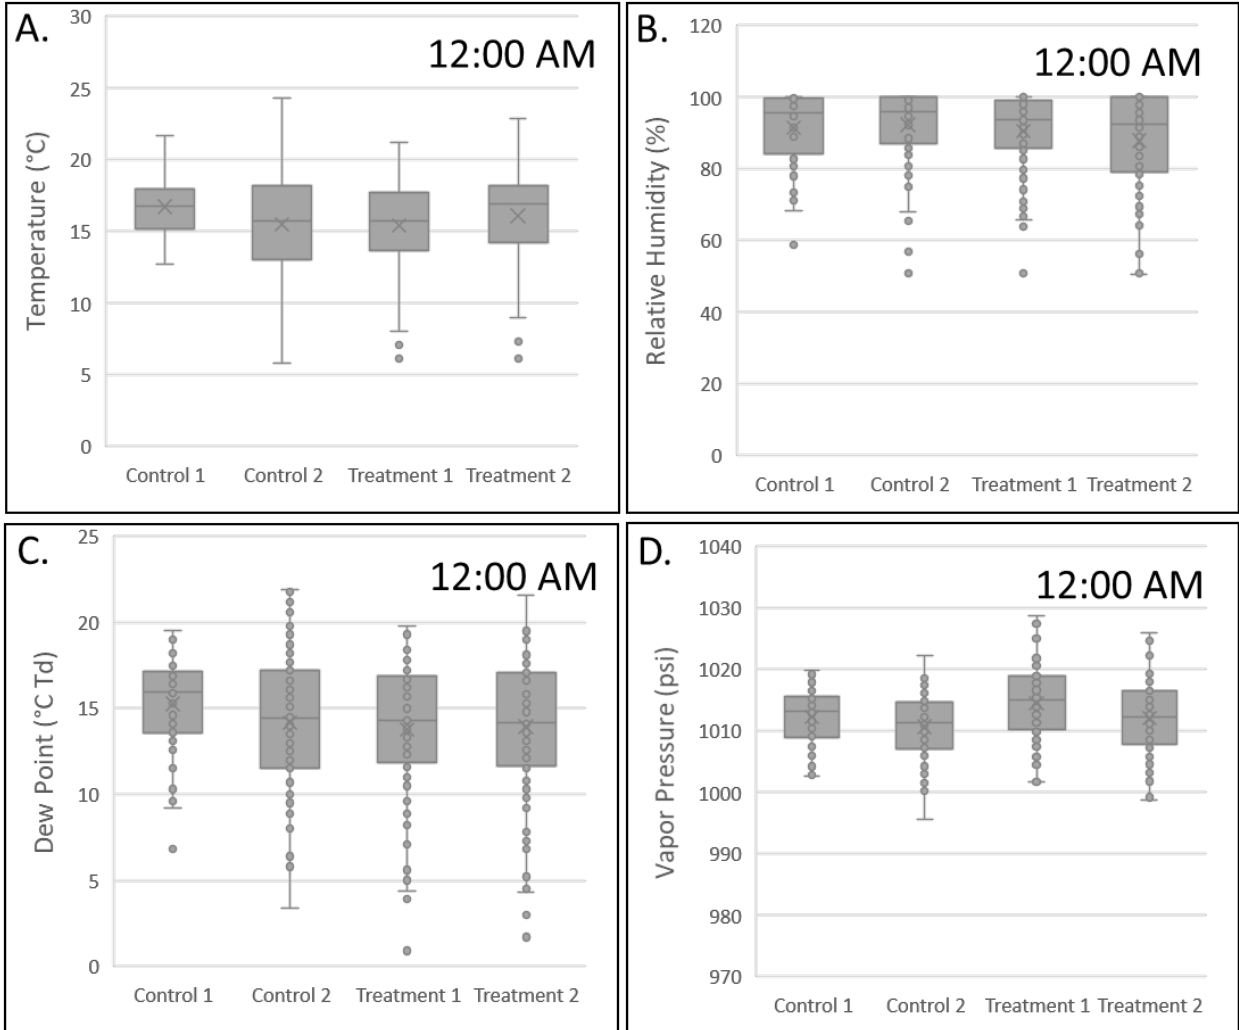 A.
12:00 AM
Temperature (°C)
30
25
20
15
10
5
0
Control 1 Control 2 Treatment 1 Treatment 2
B.
12:00 AM
Relative Humidity (%)
120
100
80
60
40
20
0
Control 1 Control 2 Treatment 1 Treatment 2
C.
12:00 AM
Dew Point (°C Td)
25
20
15
10
5
0
Control 1 Control 2 Treatment 1 Treatment 2
D.
12:00 AM
Vapor Pressure (psi)
1040
1030
1020
1010
1000
990
980
970
Control 1 Control 2 Treatment 1 Treatment 2